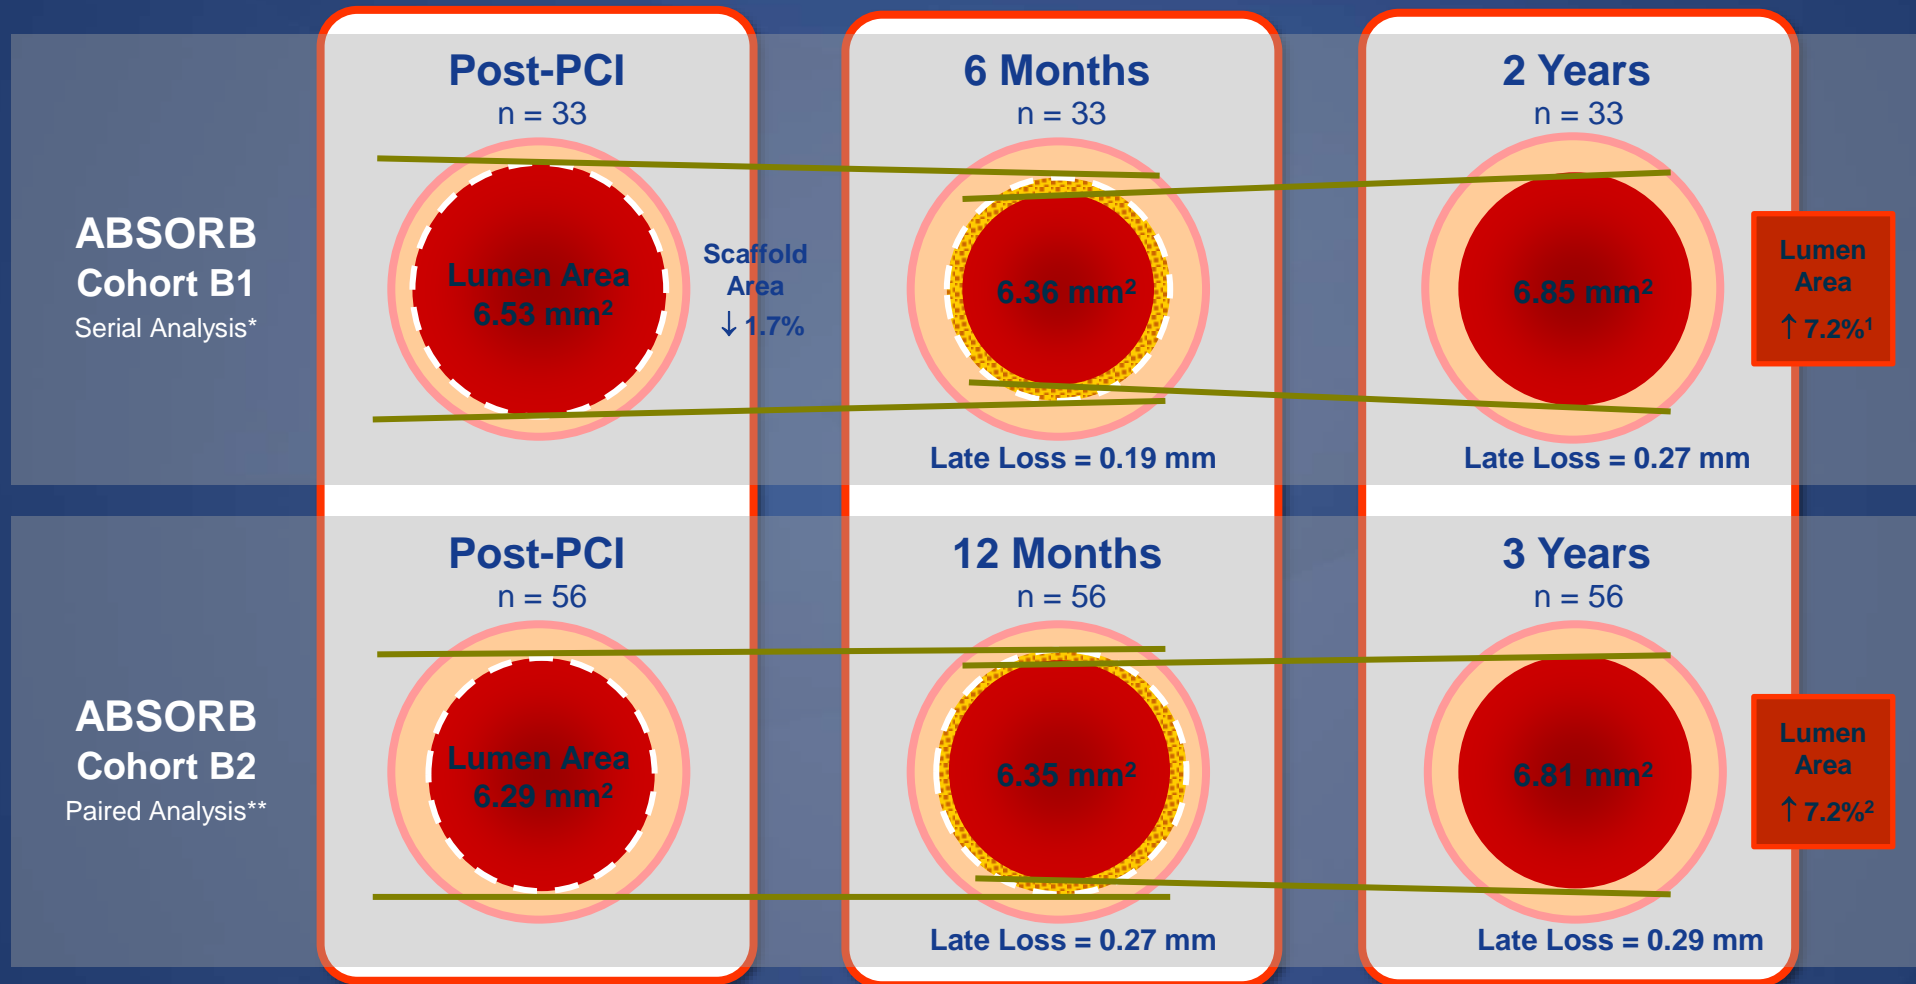 Post-PCI
n = 33
6 Months
n = 33
2 Years
n = 33
ABSORB
Cohort B1
Serial Analysis*
Lumen Area
6.53 mm²
Scaffold
Area
↓ 1.7%
6.36 mm²
6.85 mm²
Lumen
Area
↑ 7.2%¹
Late Loss = 0.19 mm
Late Loss = 0.27 mm
Post-PCI
n = 56
12 Months
n = 56
3 Years
n = 56
ABSORB
Cohort B2
Paired Analysis**
Lumen Area
6.29 mm²
6.35 mm²
6.81 mm²
Lumen
Area
↑ 7.2%²
Late Loss = 0.27 mm
Late Loss = 0.29 mm